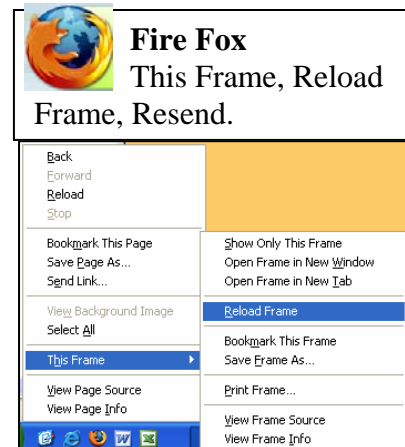 Fire Fox
This Frame, Reload
Frame, Resend.
Back
Forward
Reload
Stop
Bookmark This Page
Save Page As...
Send Link...
View Background Image
Select All
This Frame
View Page Source
View Page Info
Show Only This Frame
Open Frame in New Window
Open Frame in New Tab
Reload Frame
Bookmark This Frame
Save Frame As...
Print Frame...
View Frame Source
View Frame Info